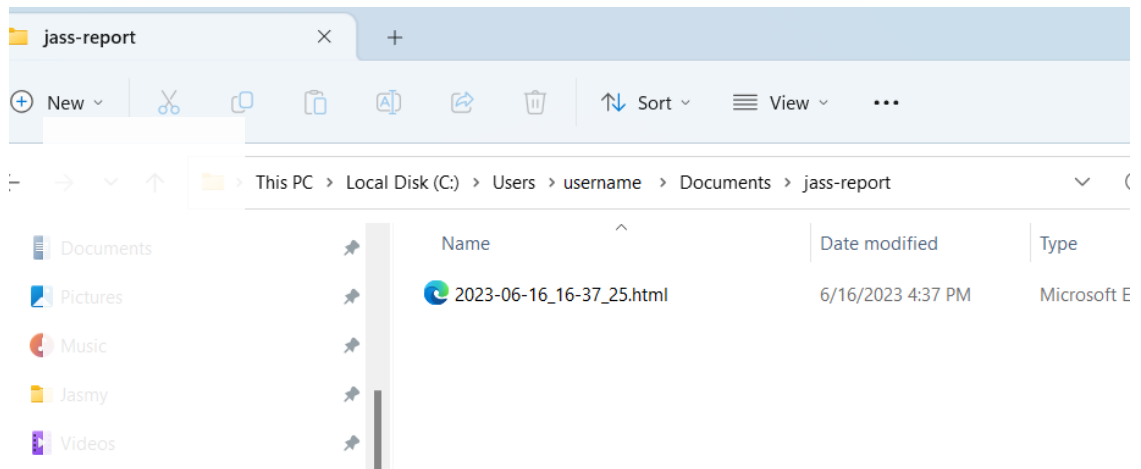 jass-report
New
Sort
View
This PC > Local Disk (C:) > Users > username > Documents > jass-report
Name Date modified Type
Documents
2023-06-16_16-37_25.html 6/16/2023 4:37 PM Microsoft E
Pictures
Music
Jasmy
Videos